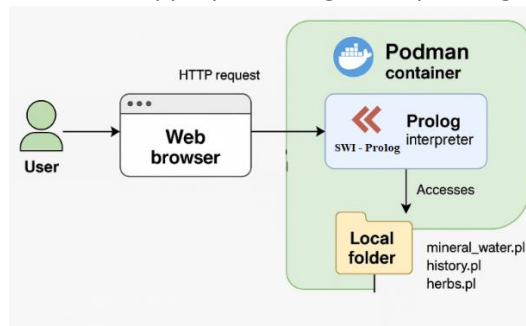 HTTP request
User
Web
browser
Podman
container
Prolog
interpreter
SWI - Prolog
Accesses
Local
folder
mineral_water.pl
history.pl
herbs.pl